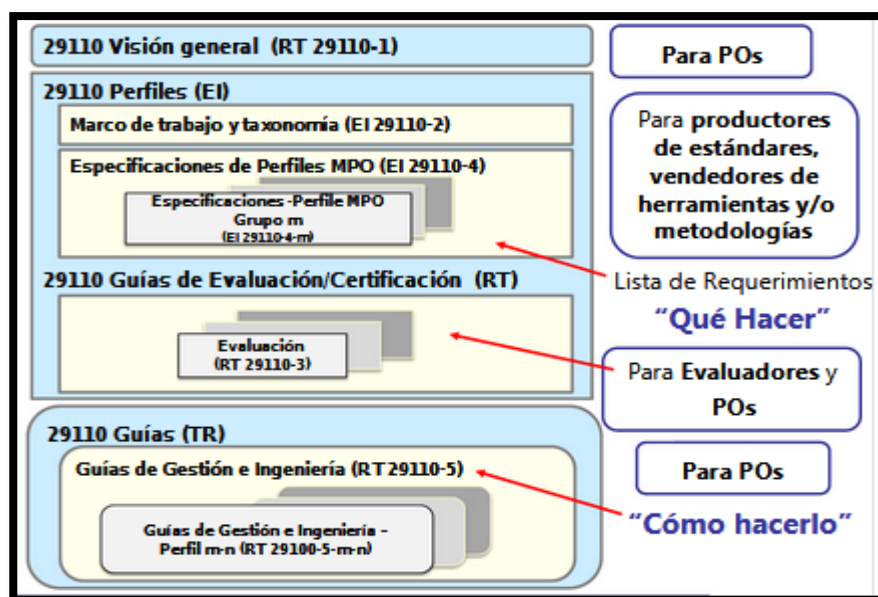 29110 Visión general (RT 29110-1)
Para POs
29110 Perfiles (EI)
Marco de trabajo y taxonomía (EI 29110-2)
Especificaciones de Perfiles MPO (EI 29110-4)
Especificaciones -Perfile MPO
Grupo m
(EI 29110-4-m)
Para productores
de estándares,
vendedores de
herramientas y/o
metodologías
Lista de Requerimientos
“Qué Hacer”
29110 Guías de Evaluación/Certificación (RT)
Evaluación
(RT 29110-3)
Para Evaluadores y
POs
29110 Guías (TR)
Guías de Gestión e Ingeniería (RT 29110-5)
Guías de Gestión e Ingeniería –
Perfil m-n (RT 29100-5-m-n)
Para POs
“Cómo hacerlo”